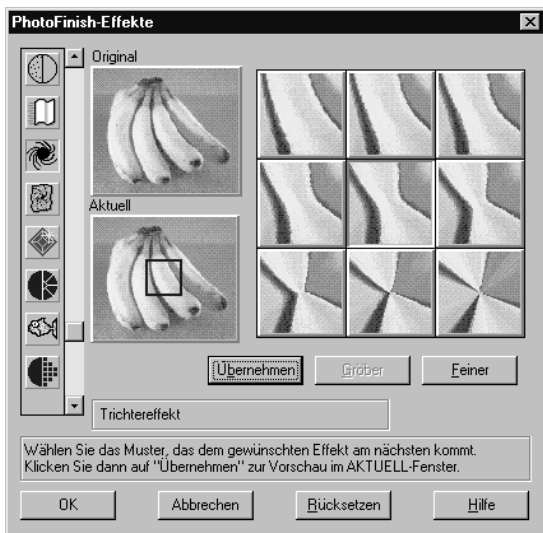 PhotoFinish-Effekte
Original
Aktuell
Übernehmen Gröber Feiner
Trichtereffekt
Wählen Sie das Muster, das dem gewünschten Effekt am nächsten kommt.
Klicken Sie dann auf "Übernehmen" zur Vorschau im AKTUELL-Fenster.
OK Abbrechen Rücksetzen Hilfe